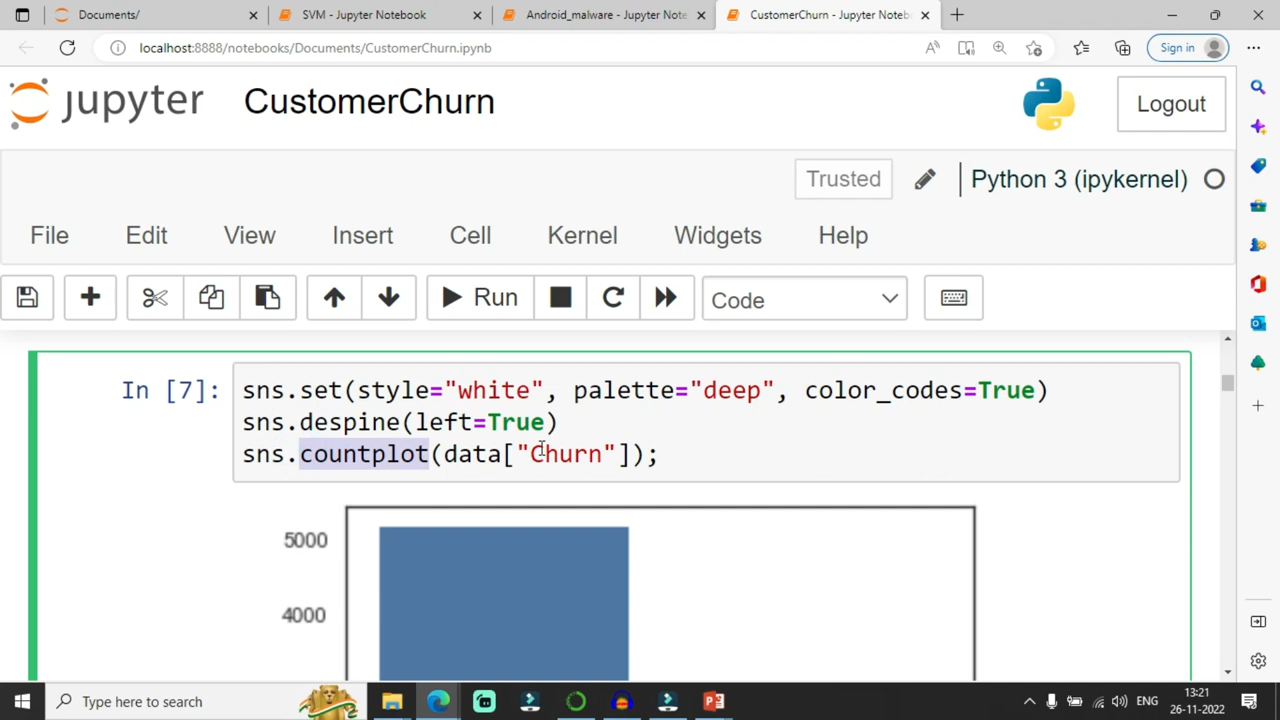 Documents/
SVM - Jupyter Notebook
Android_malware - Jupyter Note
CustomerChurn - Jupyter Noteb
localhost:8888/notebooks/Documents/CustomerChurn.ipynb
Sign in
jupyter
CustomerChurn
Logout
Trusted
Python 3 (ipykernel)
File Edit View Insert Cell Kernel Widgets Help
Run
Code
In [7]:
sns.set(style="white", palette="deep", color_codes=True)
sns.despine(left=True)
sns.countplot(data["Churn"]);
5000
4000
Type here to search
ENG
13:21
26-11-2022